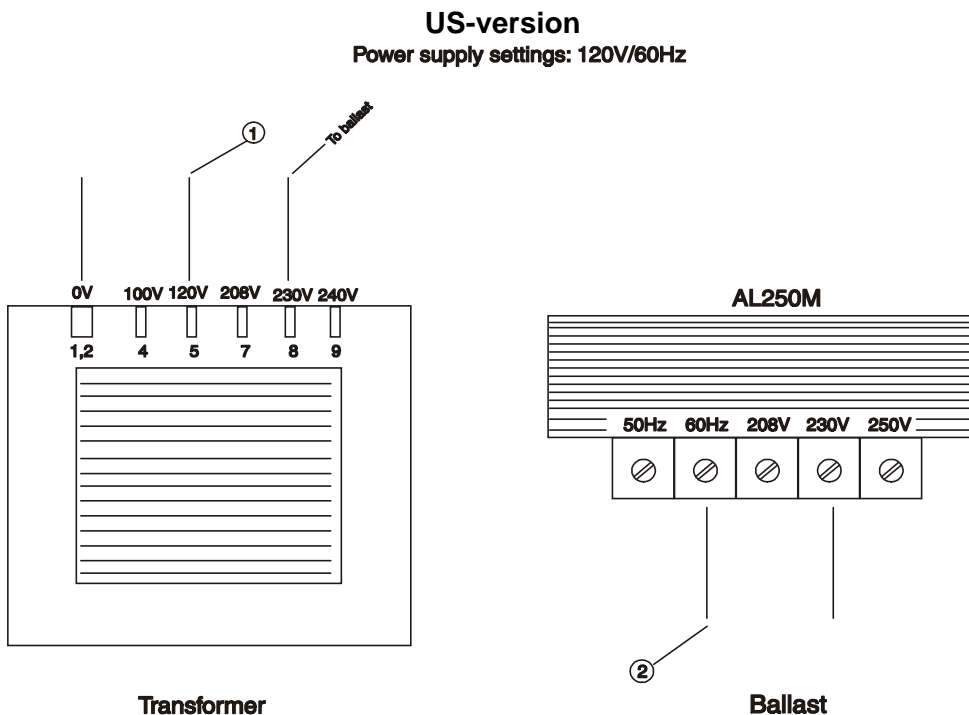 US-version
Power supply settings: 120V/60Hz
1
To ballast
0V 100V 120V 208V 230V 240V
1,2 4 5 7 8 9
AL250M
50Hz 60Hz 208V 230V 250V
2
Transformer
Ballast